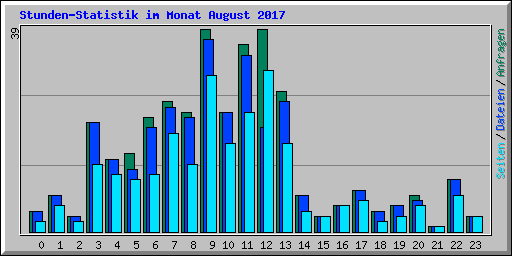 Stunden-Statistik im Monat August 2017
39
Seiten / Dateien / Anfragen
0 1 2 3 4 5 6 7 8 9 10 11 12 13 14 15 16 17 18 19 20 21 22 23